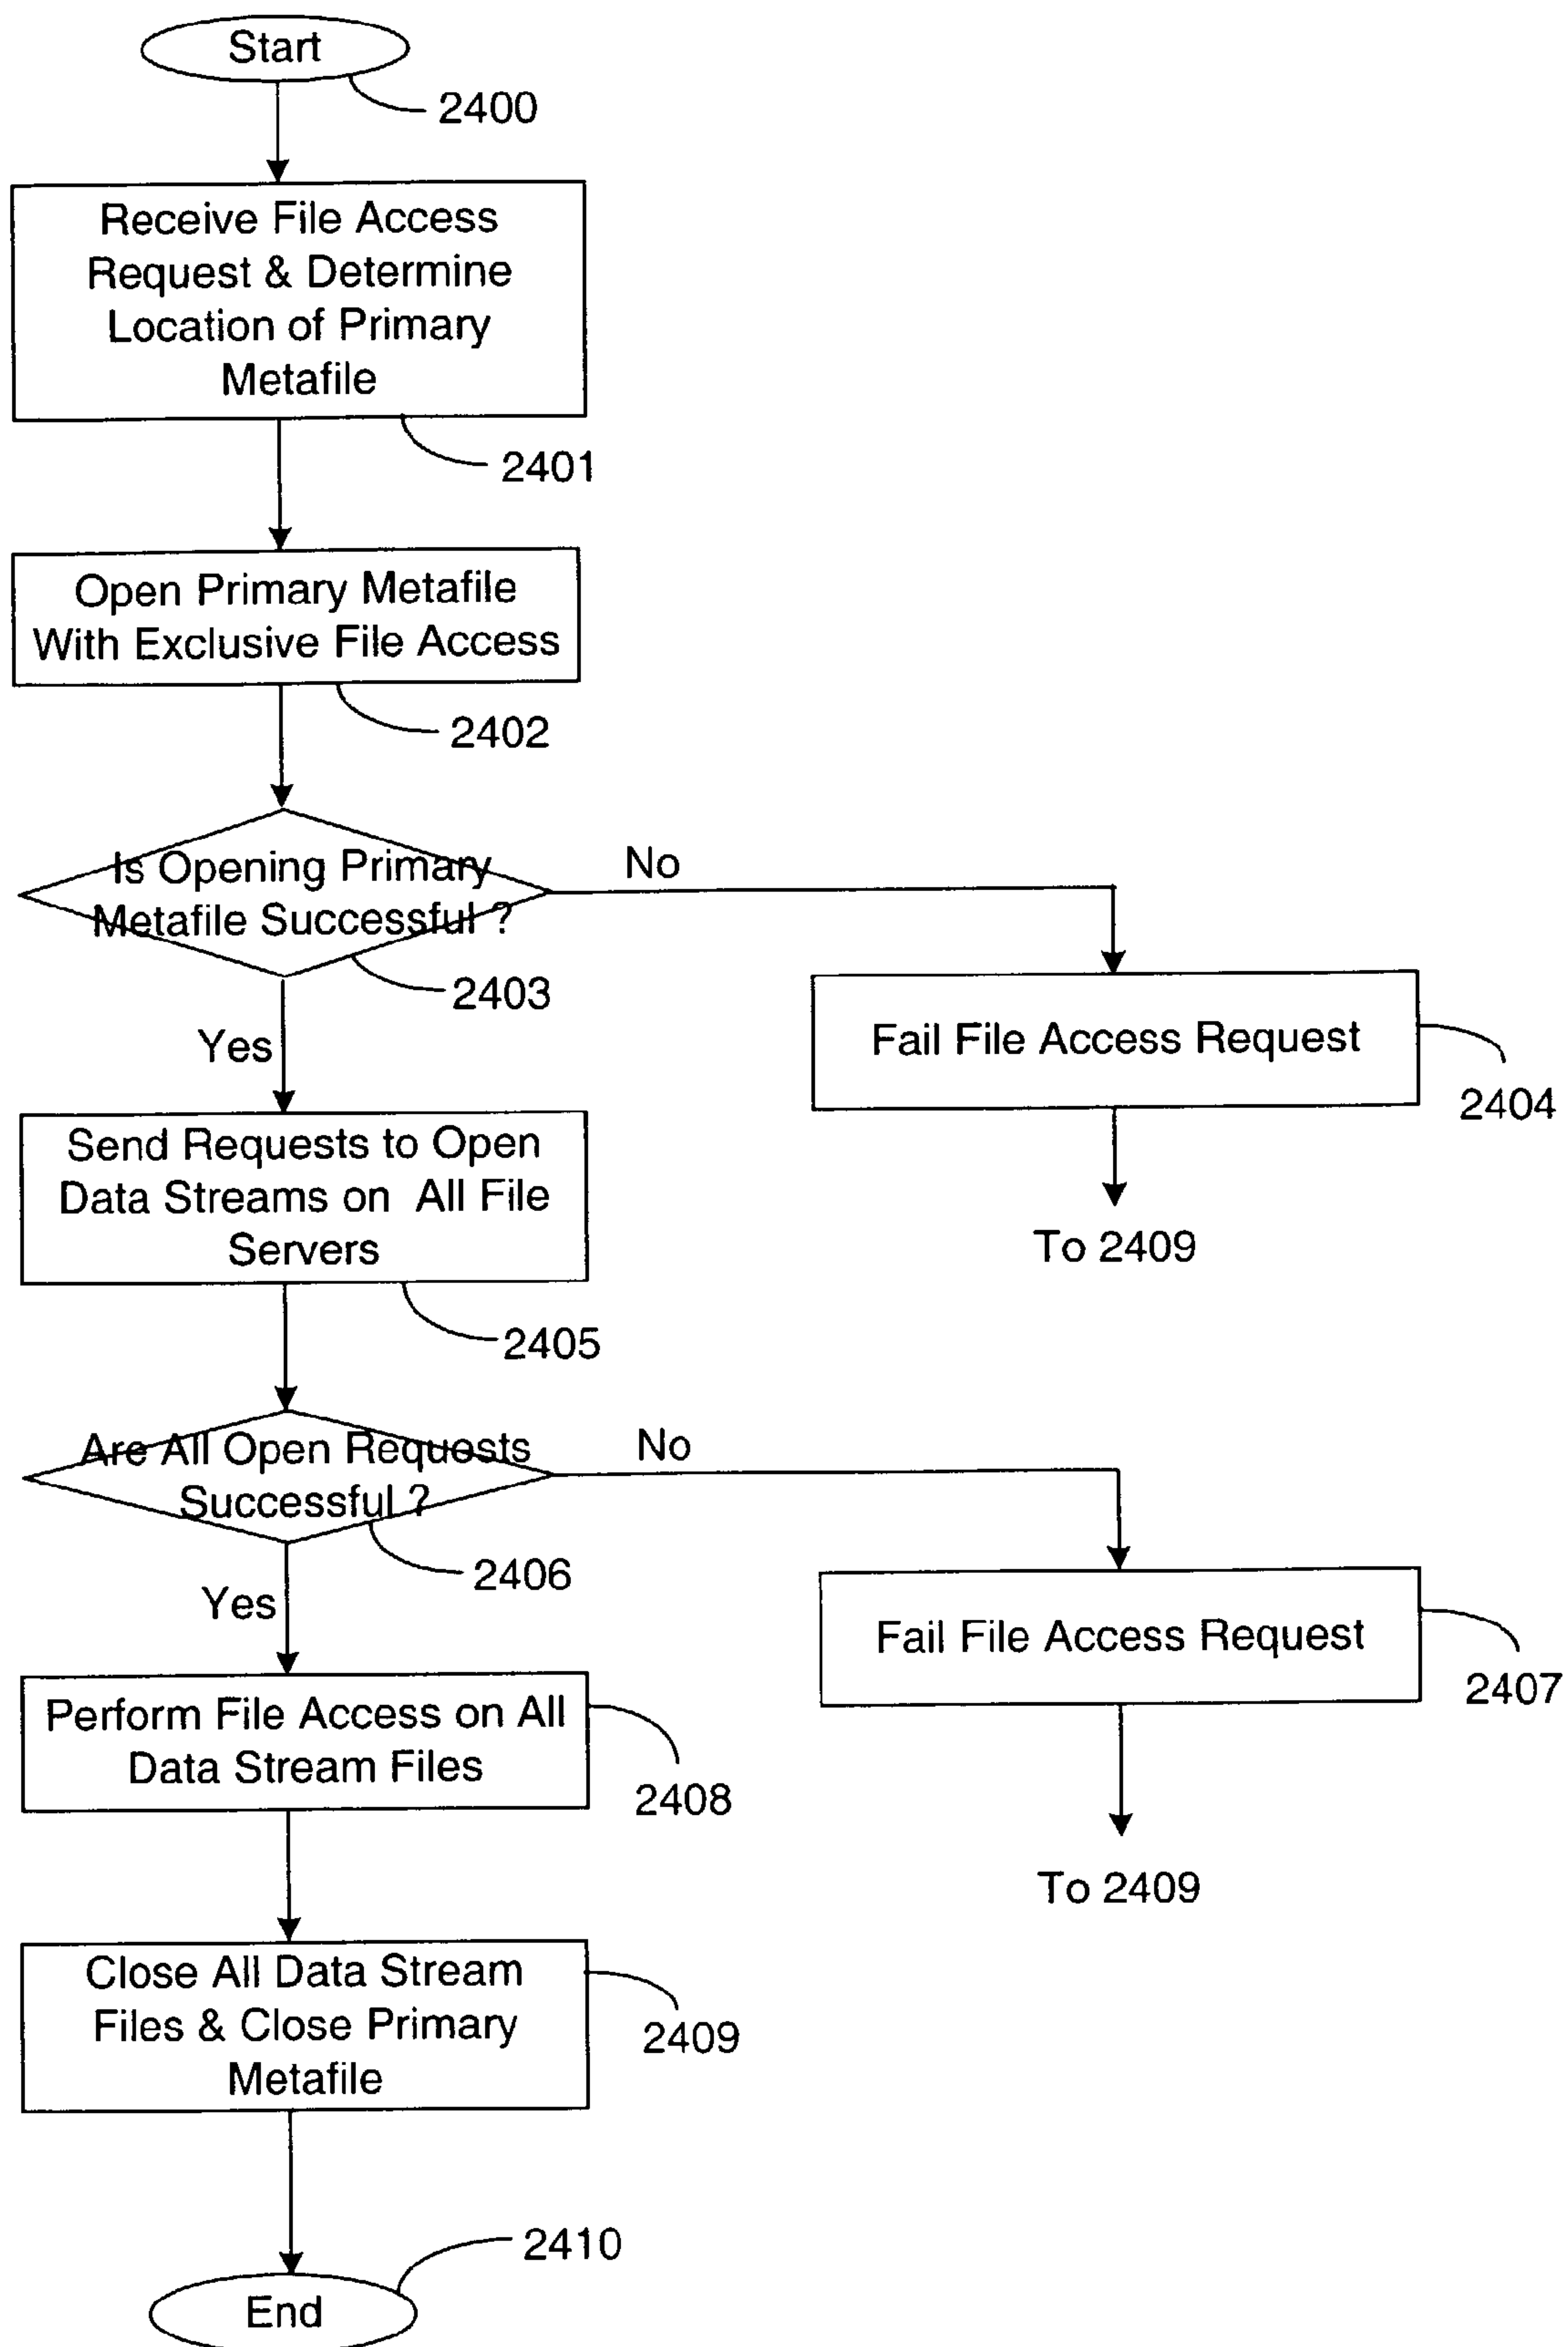 Start
2400
Receive File Access
Request & Determine
Location of Primary
Metafile
2401
Open Primary Metafile
With Exclusive File Access
2402
Is Opening Primary
Metafile Successful ?
No
2403
Yes
Fail File Access Request
2404
To 2409
Send Requests to Open
Data Streams on All File
Servers
2405
Are All Open Requests
Successful ?
No
2406
Yes
Fail File Access Request
2407
To 2409
Perform File Access on All
Data Stream Files
2408
Close All Data Stream
Files & Close Primary
Metafile
2409
2410
End